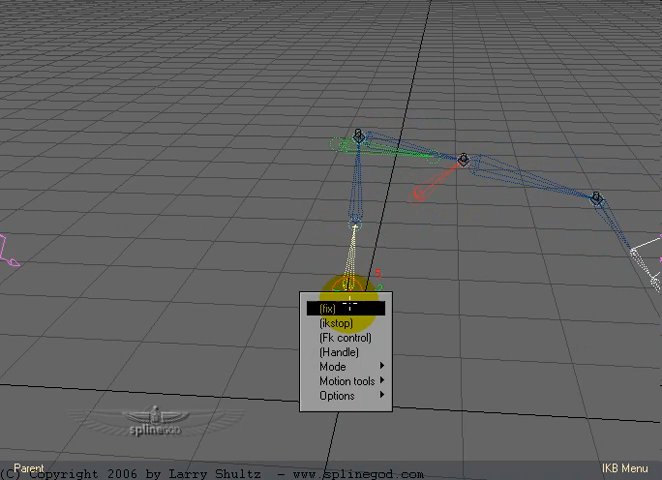 (fix)
(ikstop)
(Fk control)
(Handle)
Mode
Motion tools
Options
splineGOD
Parent
IKB Menu
(C) Copyright 2006 by Larry Shultz  - www.splinegod.com